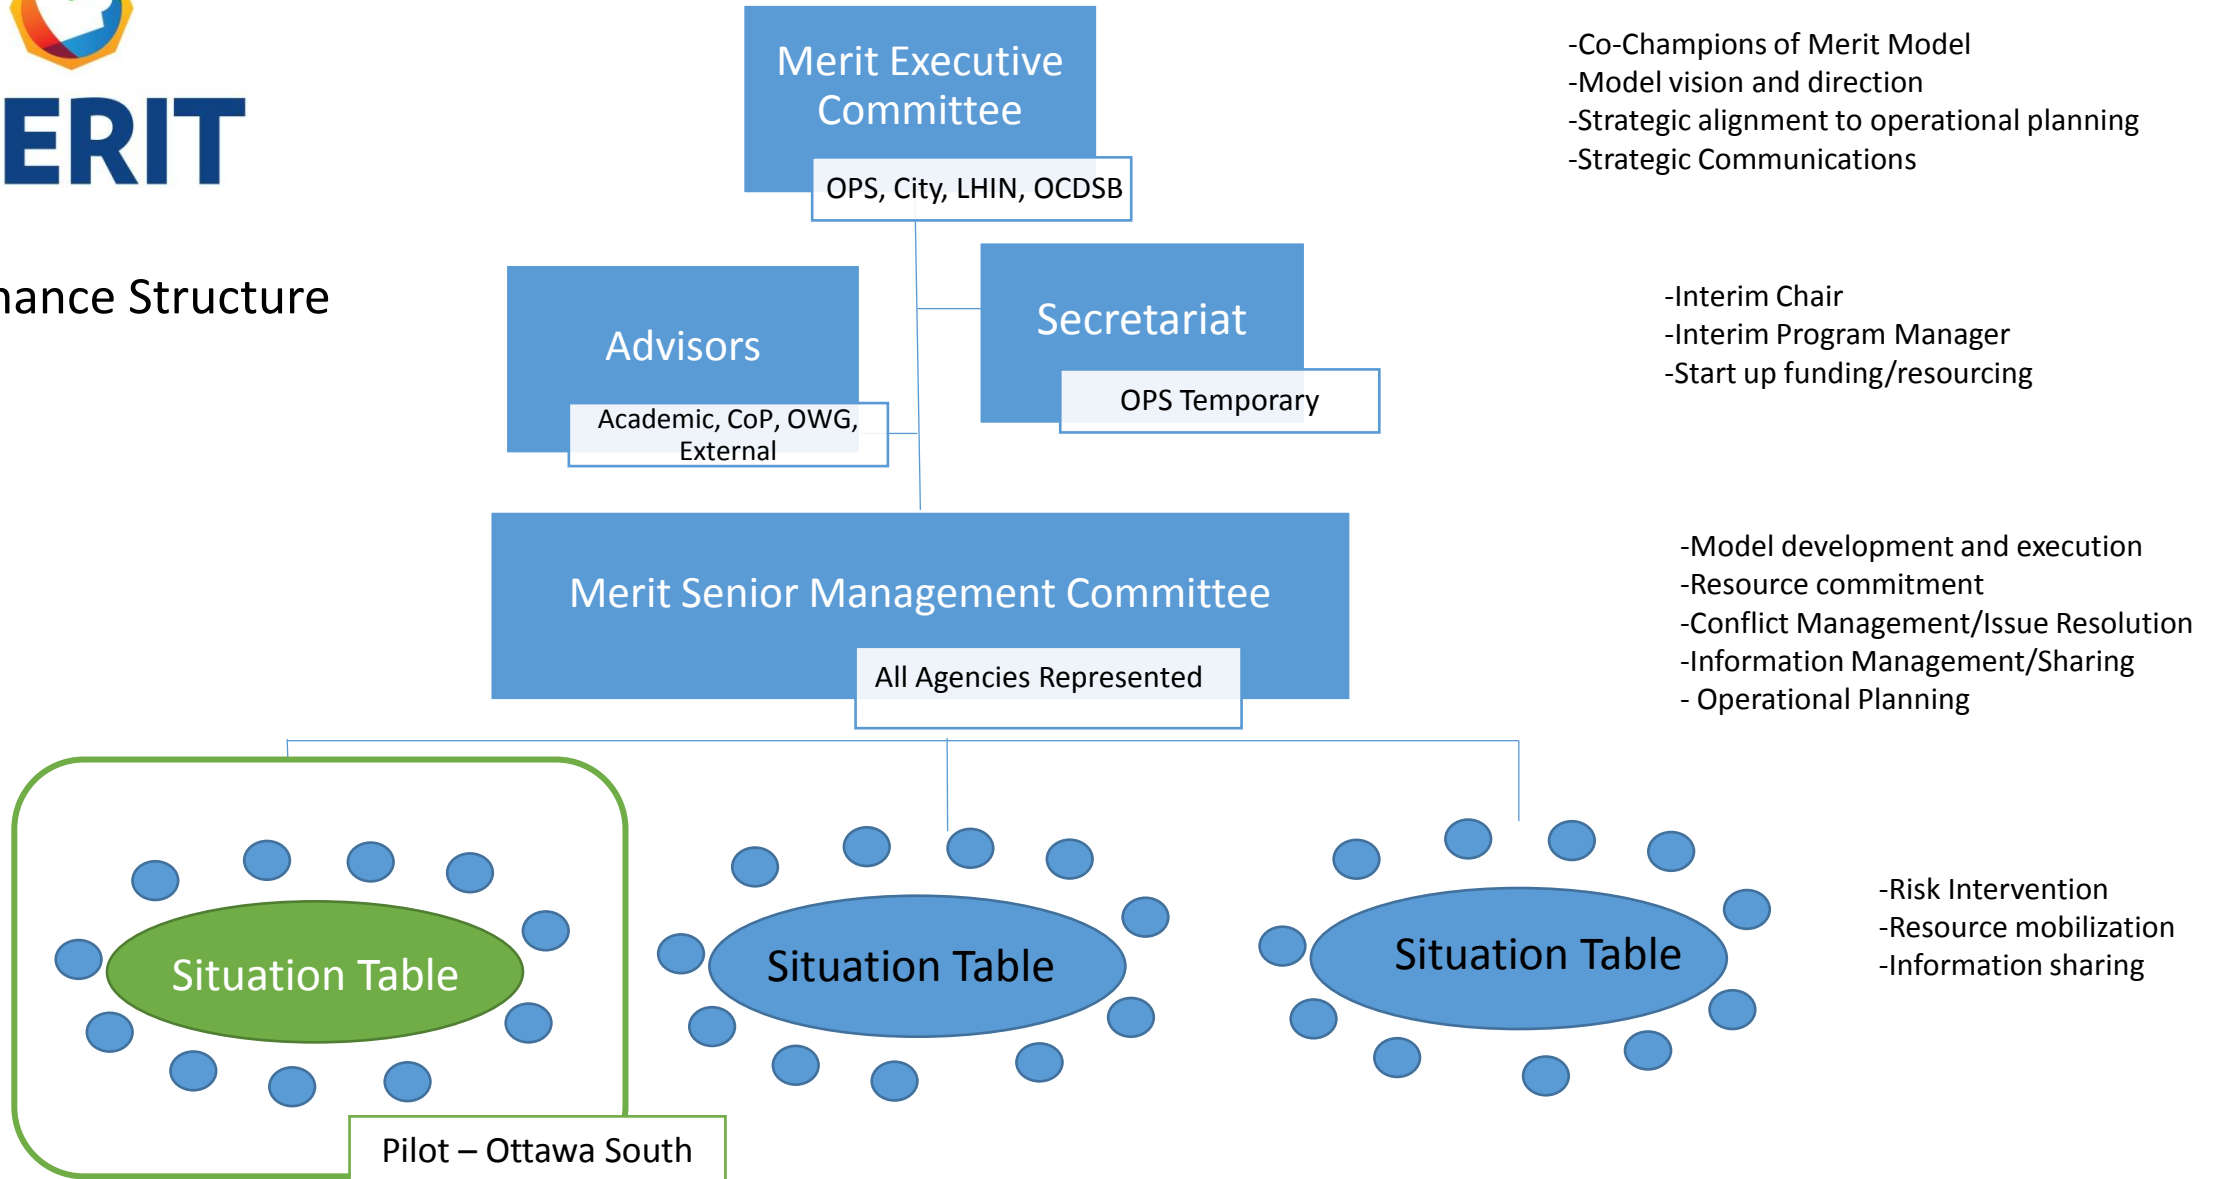 ERIT
nance Structure
Merit Executive
Committee
OPS, City, LHIN, OCDSB
-Co-Champions of Merit Model
-Model vision and direction
-Strategic alignment to operational planning
-Strategic Communications
Advisors
Academic, CoP, OWG,
External
Secretariat
OPS Temporary
-Interim Chair
-Interim Program Manager
-Start up funding/resourcing
Merit Senior Management Committee
All Agencies Represented
-Model development and execution
-Resource commitment
-Conflict Management/Issue Resolution
-Information Management/Sharing
- Operational Planning
Situation Table
Situation Table
Situation Table
-Risk Intervention
-Resource mobilization
-Information sharing
Pilot – Ottawa South